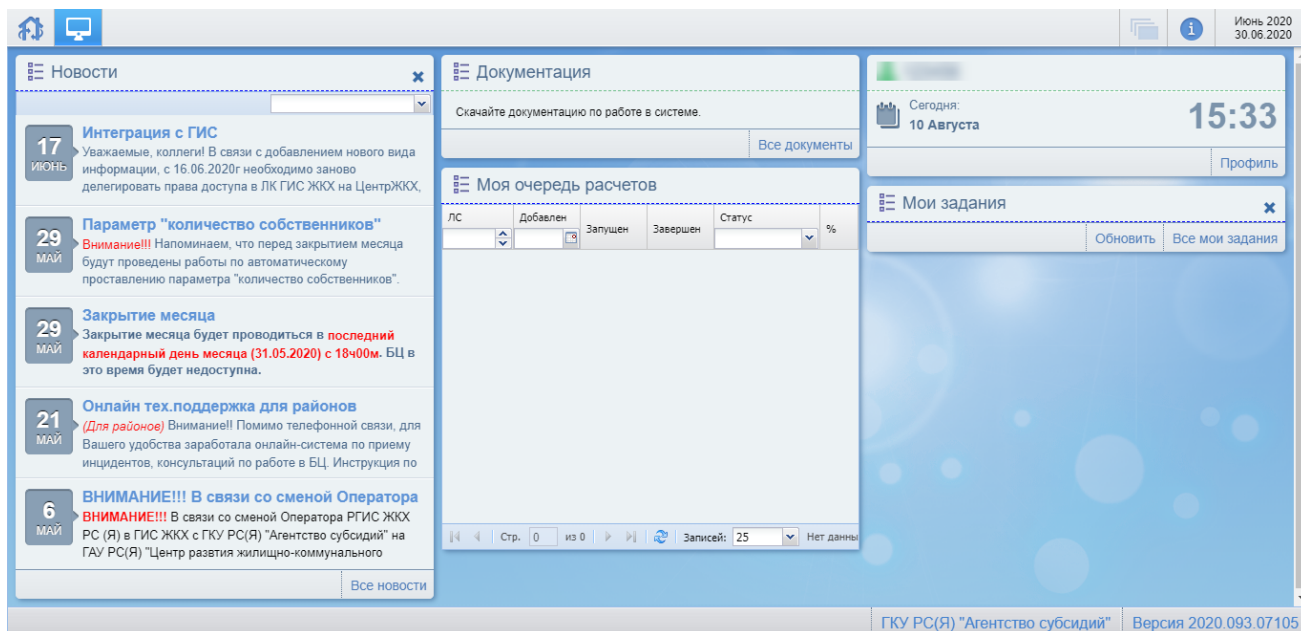 Июнь 2020
30.06.2020
Новости
17
ИЮНЬ
Интеграция с ГИС
Уважаемые, коллеги! В связи с добавлением нового вида
информации, с 16.06.2020г необходимо заново
делегировать права доступа в ЛК ГИС ЖКХ на ЦентрЖКХ,
29
МАЙ
Параметр "количество собственников"
Внимание!!! Напоминаем, что перед закрытием месяца
будут проведены работы по автоматическому
проставлению параметра "количество собственников".
29
МАЙ
Закрытие месяца
Закрытие месяца будет проводиться в последний
календарный день месяца (31.05.2020) с 18ч00м. БЦ в
это время будет недоступна.
21
МАЙ
Онлайн тех.поддержка для районов
(Для районов) Внимание!! Помимо телефонной связи, для
Вашего удобства заработала онлайн-система по приему
инцидентов, консультаций по работе в БЦ. Инструкция по
6
МАЙ
ВНИМАНИЕ!!! В связи со сменой Оператора
ВНИМАНИЕ!!! В связи со сменой Оператора РГИС ЖКХ
РС (Я) в ГИС ЖКХ с ГКУ РС(Я) "Агентство субсидий" на
ГАУ РС(Я) "Центр развтия жилищно-коммунального
Все новости
Документация
Скачайте документацию по работе в системе.
Все документы
Моя очередь расчетов
ЛС Добавлен Запущен Завершен Статус %
Стр. 0 из 0 Записей: 25 Нет данны
Сегодня:
10 Августа
15:33
Профиль
Мои задания
Обновить Все мои задания
ГКУ РС(Я) "Агентство субсидий" Версия 2020.093.07105